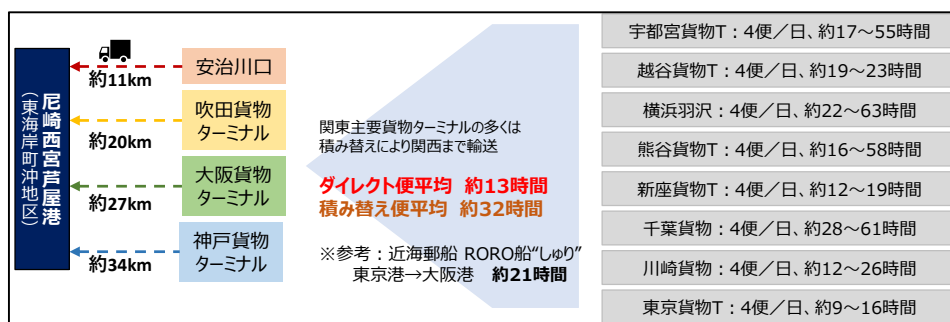 尼崎西宮芦屋港
(東海岸町沖地区)
約11km
約20km
約27km
約34km
安治川口
吹田貨物
ターミナル
大阪貨物
ターミナル
神戸貨物
ターミナル
関東主要貨物ターミナルの多くは
積み替えにより関西まで輸送
ダイレクト便平均 約13時間
積み替え便平均 約32時間
※参考:近海郵船 RORO船“しゅり”
東京港→大阪港 約21時間
宇都宮貨物T:4便/日、約17~55時間
越谷貨物T:4便/日、約19~23時間
横浜羽沢:4便/日、約22~63時間
熊谷貨物T:4便/日、約16~58時間
新座貨物T:4便/日、約12~19時間
千葉貨物:4便/日、約28~61時間
川崎貨物:4便/日、約12~26時間
東京貨物T:4便/日、約9~16時間